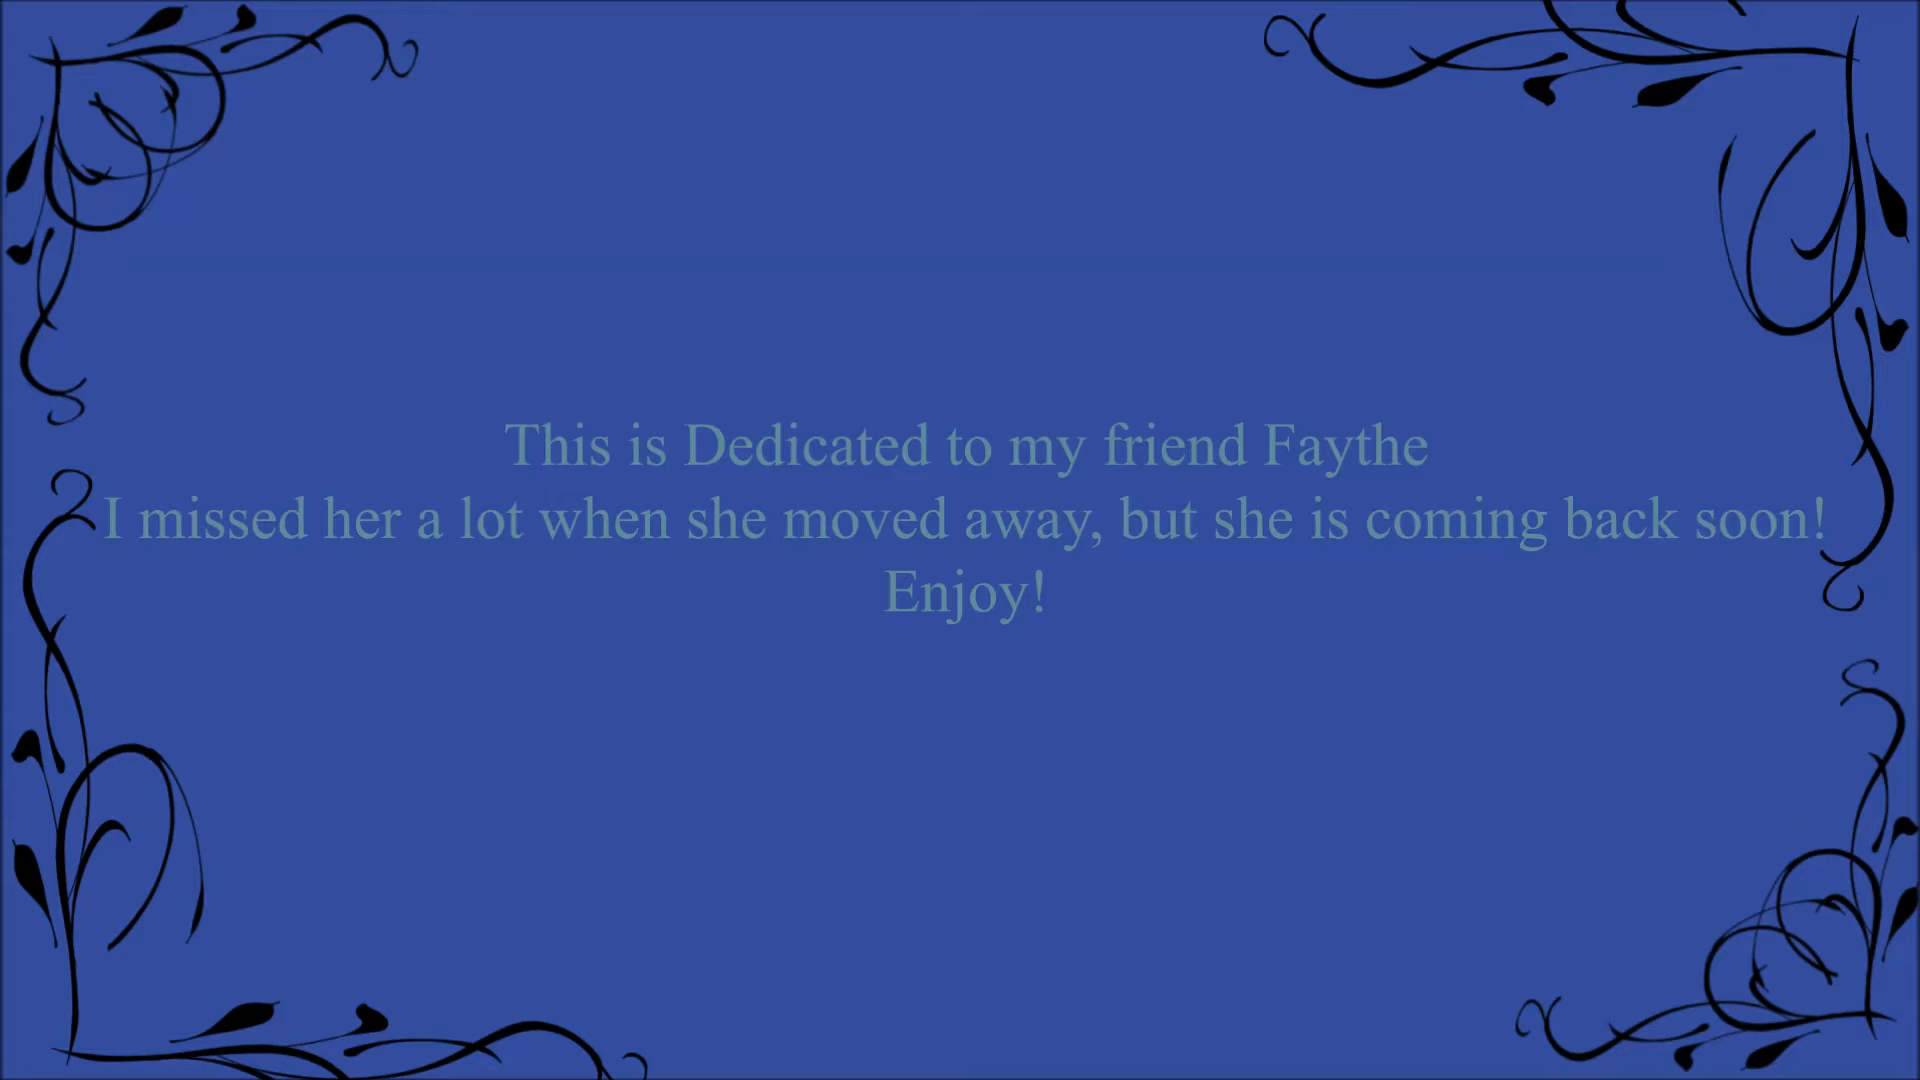 This is Dedicated to my friend Faythe
I missed her a lot when she moved away, but she is coming back soon!
Enjoy!